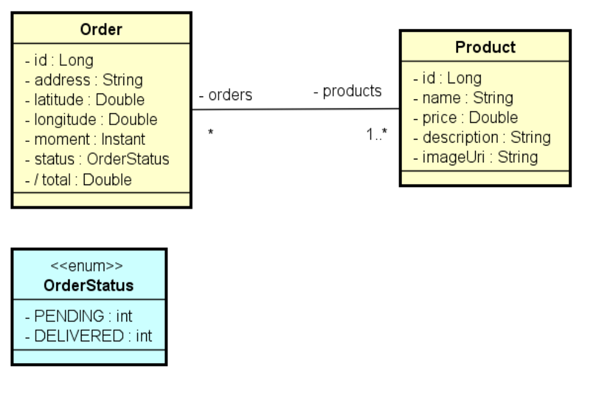 Order
- id : Long
- address : String
- latitude : Double
- longitude : Double
- moment : Instant
- status : OrderStatus
- / total : Double
- orders
*
- products
1..*
Product
- id : Long
- name : String
- price : Double
- description : String
- imageUri : String
<<enum>>
OrderStatus
- PENDING : int
- DELIVERED : int